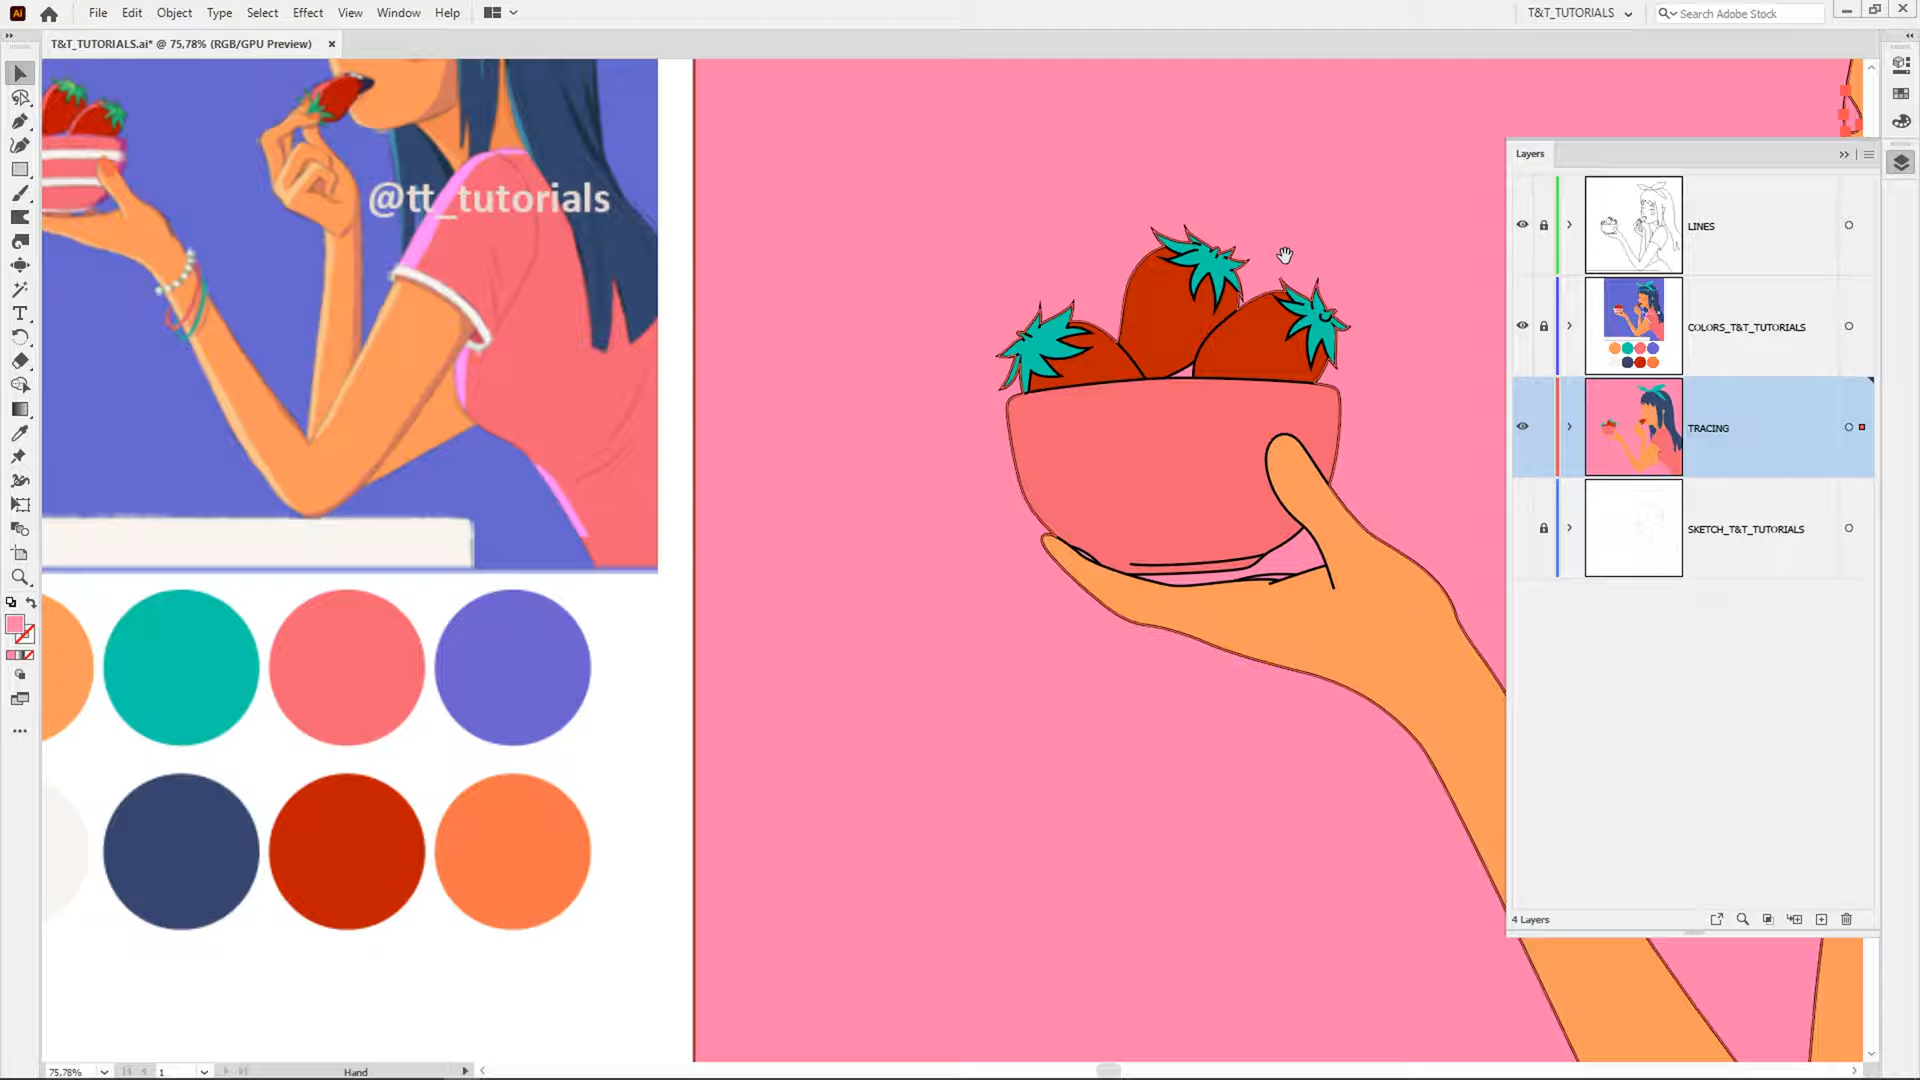 Ai File Edit Object Type Select Effect View Window Help T&T_TUTORIALS Search Adobe Stock
T&T_TUTORIALS.ai* @ 75,78% (RGB/GPU Preview)
@tt_tutorials
Layers
LINES
COLORS_T&T_TUTORIALS
TRACING
SKETCH_T&T_TUTORIALS
4 Layers
75,78% 1 Hand